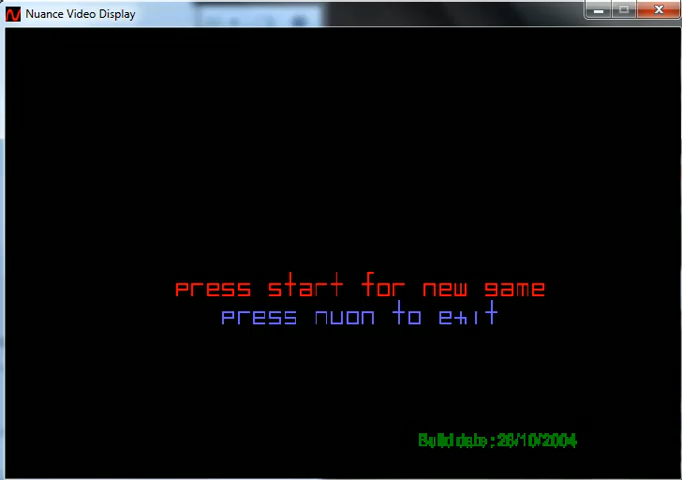 Nuance Video Display
press start for new game
press nuon to exit
Build date : 26/10/2004